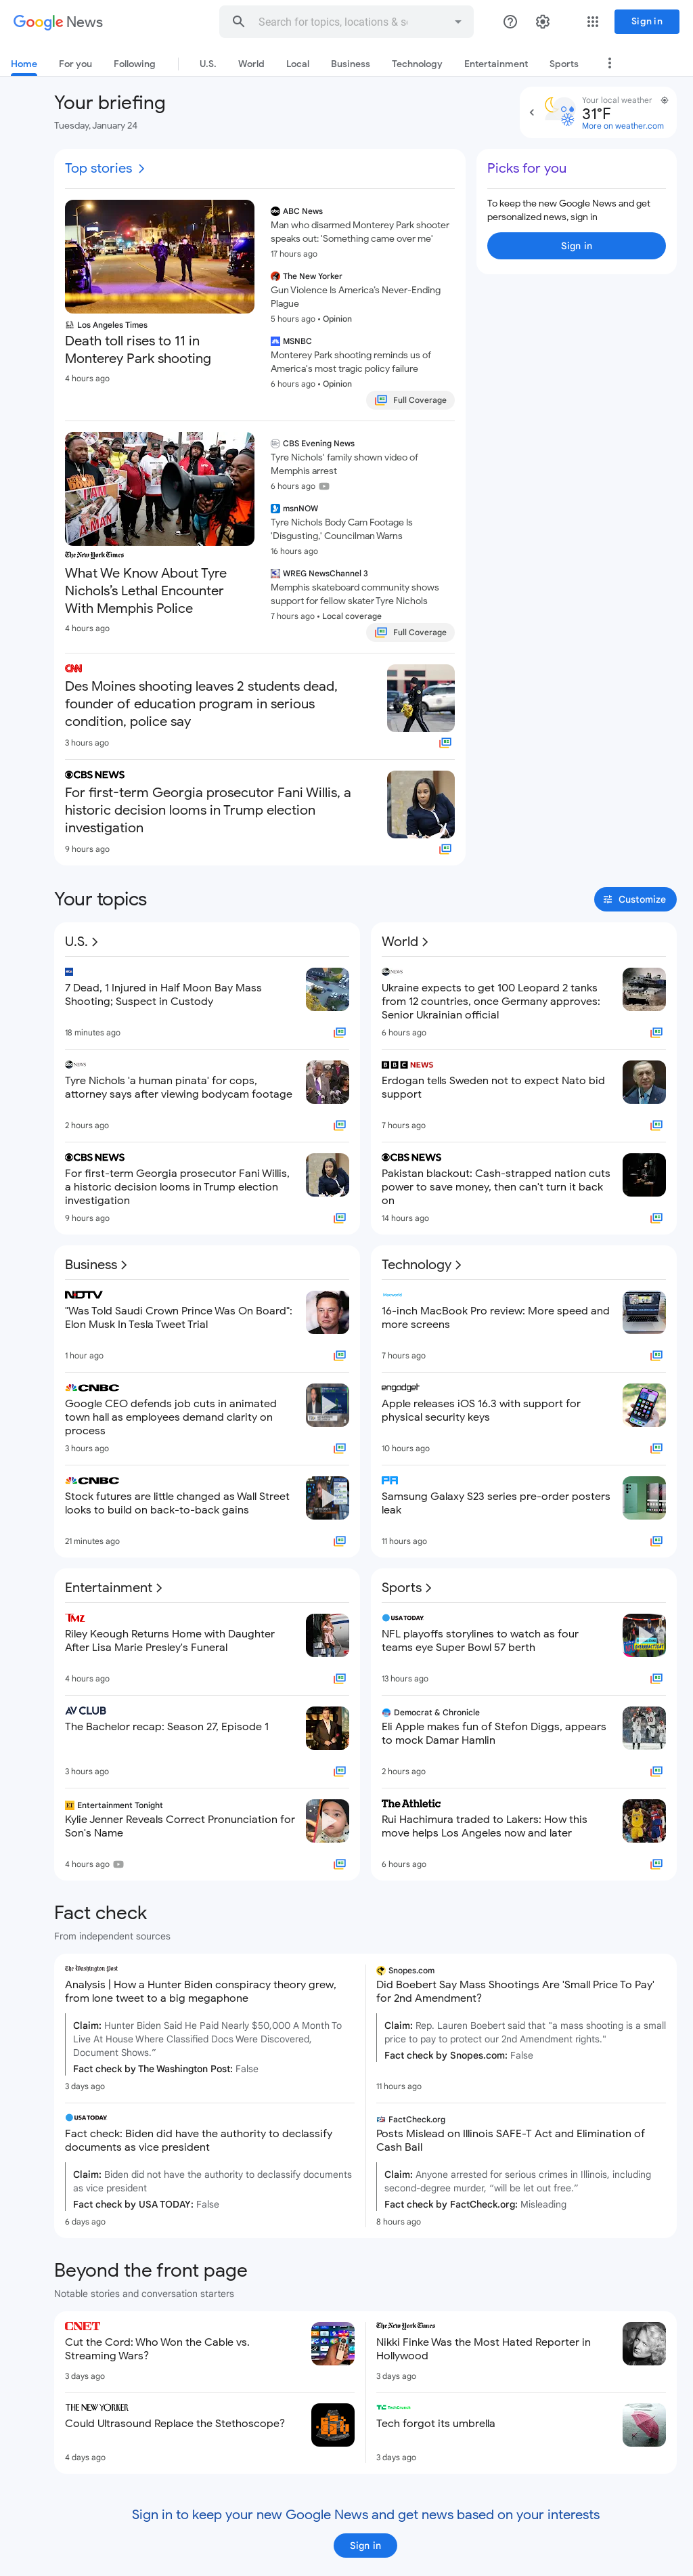 Google News
Search for topics, locations & s
Sign in
Home
For you
Following
U.S.
World
Local
Business
Technology
Entertainment
Sports
Your briefing
Tuesday, January 24
Your local weather
31°F
More on weather.com
Top stories
Los Angeles Times
Death toll rises to 11 in
Monterey Park shooting
4 hours ago
ABC News
Man who disarmed Monterey Park shooter
speaks out: 'Something came over me'
17 hours ago
The New Yorker
Gun Violence Is America's Never-Ending
Plague
5 hours ago • Opinion
MSNBC
Monterey Park shooting reminds us of
America's most tragic policy failure
6 hours ago • Opinion
Full Coverage
Picks for you
To keep the new Google News and get
personalized news, sign in
Sign in
I AM
A MAN
The New York Times
What We Know About Tyre
Nichols's Lethal Encounter
With Memphis Police
4 hours ago
CBS Evening News
Tyre Nichols' family shown video of
Memphis arrest
6 hours ago
msnNOW
Tyre Nichols Body Cam Footage Is
'Disgusting,' Councilman Warns
16 hours ago
WREG NewsChannel 3
Memphis skateboard community shows
support for fellow skater Tyre Nichols
7 hours ago • Local coverage
Full Coverage
CNN
Des Moines shooting leaves 2 students dead,
founder of education program in serious
condition, police say
3 hours ago
CBS NEWS
For first-term Georgia prosecutor Fani Willis, a
historic decision looms in Trump election
investigation
9 hours ago
Your topics
Customize
U.S.
7 Dead, 1 Injured in Half Moon Bay Mass
Shooting; Suspect in Custody
18 minutes ago
abc NEWS
Tyre Nichols 'a human pinata' for cops,
attorney says after viewing bodycam footage
2 hours ago
CBS NEWS
For first-term Georgia prosecutor Fani Willis,
a historic decision looms in Trump election
investigation
9 hours ago
World
abc NEWS
Ukraine expects to get 100 Leopard 2 tanks
from 12 countries, once Germany approves:
Senior Ukrainian official
6 hours ago
BBC NEWS
Erdogan tells Sweden not to expect Nato bid
support
7 hours ago
CBS NEWS
Pakistan blackout: Cash-strapped nation cuts
power to save money, then can't turn it back
on
14 hours ago
Business
NDTV
"Was Told Saudi Crown Prince Was On Board":
Elon Musk In Tesla Tweet Trial
1 hour ago
CNBC
Google CEO defends job cuts in animated
town hall as employees demand clarity on
process
3 hours ago
CNBC
Stock futures are little changed as Wall Street
looks to build on back-to-back gains
21 minutes ago
Technology
Macworld
16-inch MacBook Pro review: More speed and
more screens
7 hours ago
engadget
Apple releases iOS 16.3 with support for
physical security keys
10 hours ago
Samsung Galaxy S23 series pre-order posters
leak
11 hours ago
Entertainment
TMZ
Riley Keough Returns Home with Daughter
After Lisa Marie Presley's Funeral
4 hours ago
AV CLUB
The Bachelor recap: Season 27, Episode 1
3 hours ago
Entertainment Tonight
Kylie Jenner Reveals Correct Pronunciation for
Son's Name
4 hours ago
Sports
USA TODAY
NFL playoffs storylines to watch as four
teams eye Super Bowl 57 berth
13 hours ago
Democrat & Chronicle
Eli Apple makes fun of Stefon Diggs, appears
to mock Damar Hamlin
2 hours ago
The Athletic
Rui Hachimura traded to Lakers: How this
move helps Los Angeles now and later
6 hours ago
Fact check
From independent sources
The Washington Post
Analysis | How a Hunter Biden conspiracy theory grew,
from lone tweet to a big megaphone
Claim: Hunter Biden Said He Paid Nearly $50,000 A Month To
Live At House Where Classified Docs Were Discovered,
Document Shows."
Fact check by The Washington Post: False
3 days ago
Snopes.com
Did Boebert Say Mass Shootings Are 'Small Price To Pay'
for 2nd Amendment?
Claim: Rep. Lauren Boebert said that "a mass shooting is a small
price to pay to protect our 2nd Amendment rights."
Fact check by Snopes.com: False
11 hours ago
USA TODAY
Fact check: Biden did have the authority to declassify
documents as vice president
Claim: Biden did not have the authority to declassify documents
as vice president
Fact check by USA TODAY: False
6 days ago
FactCheck.org
Posts Mislead on Illinois SAFE-T Act and Elimination of
Cash Bail
Claim: Anyone arrested for serious crimes in Illinois, including
second-degree murder, "will be let out free."
Fact check by FactCheck.org: Misleading
8 hours ago
Beyond the front page
Notable stories and conversation starters
CNET
Cut the Cord: Who Won the Cable vs.
Streaming Wars?
3 days ago
The New York Times
Nikki Finke Was the Most Hated Reporter in
Hollywood
3 days ago
THE NEW YORKER
Could Ultrasound Replace the Stethoscope?
4 days ago
TechCrunch
Tech forgot its umbrella
3 days ago
Sign in to keep your new Google News and get news based on your interests
Sign in